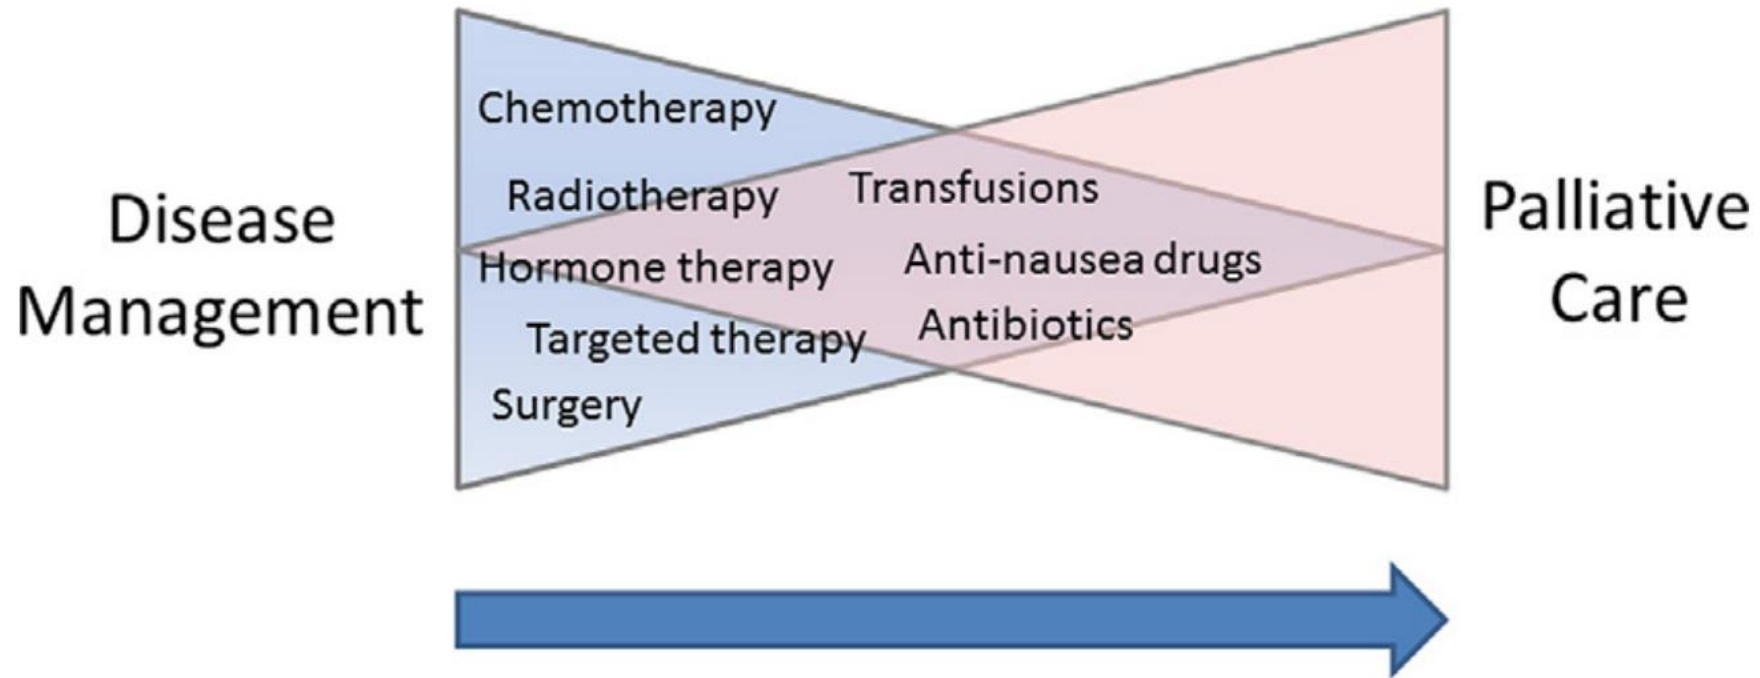 Disease
Management
Chemotherapy
Radiotherapy
Hormone therapy
Targeted therapy
Surgery
Transfusions
Anti-nausea drugs
Antibiotics
Palliative
Care